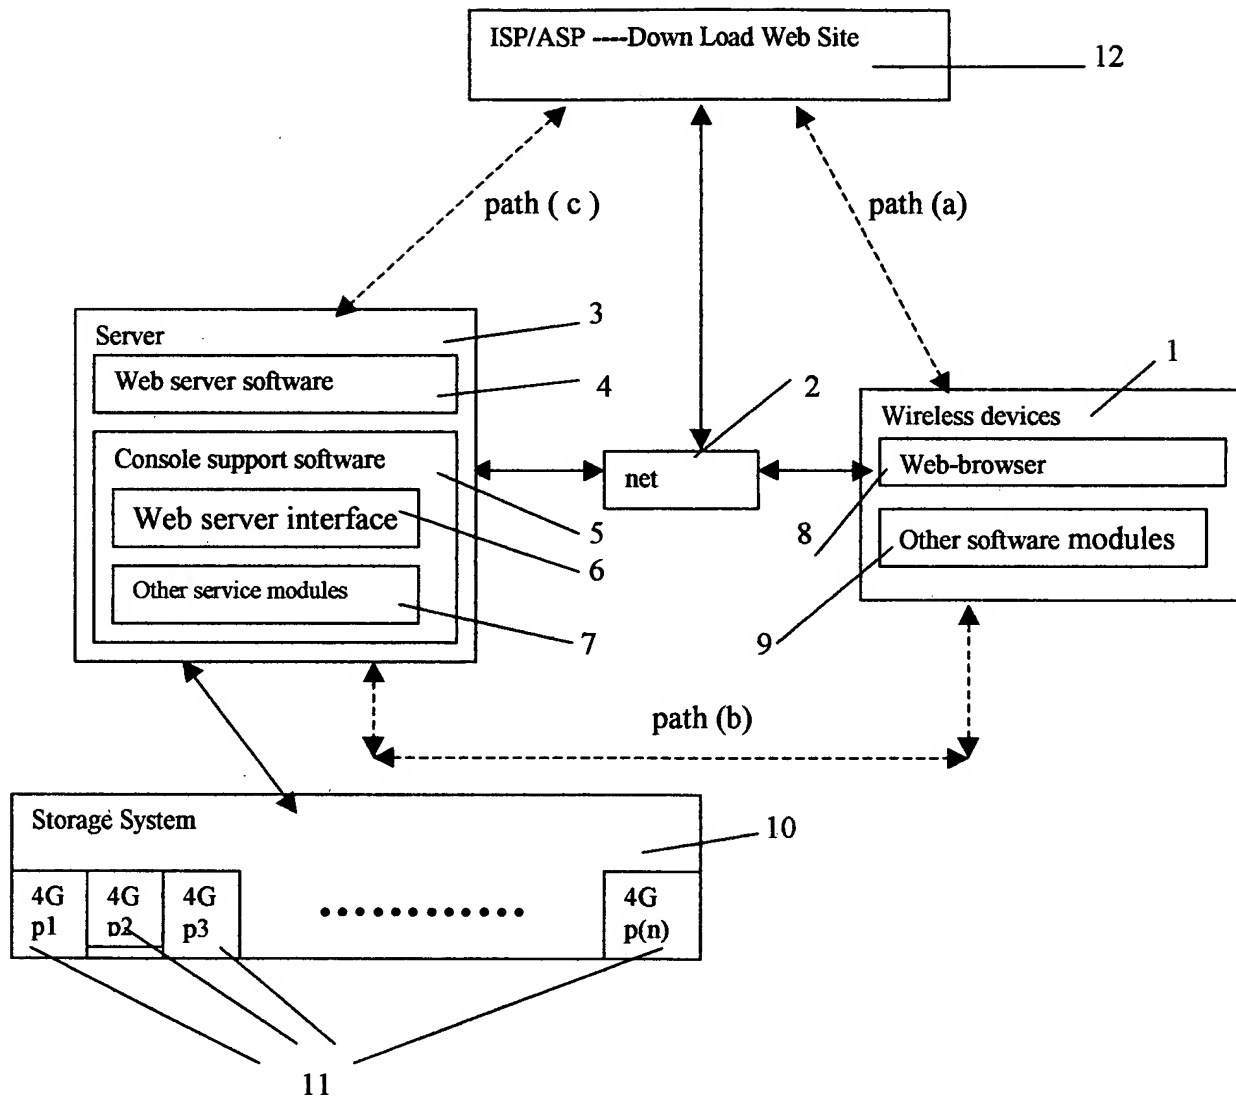 ISP/ASP ----Down Load Web Site
12
path ( c )
path (a)
Server
3
Web server software
4
Console support software
5
Web server interface
6
Other service modules
7
net
2
1
Wireless devices
Web-browser
8
Other software modules
9
path (b)
Storage System
10
4G
p1
4G
p2
4G
p3
4G
p(n)
11